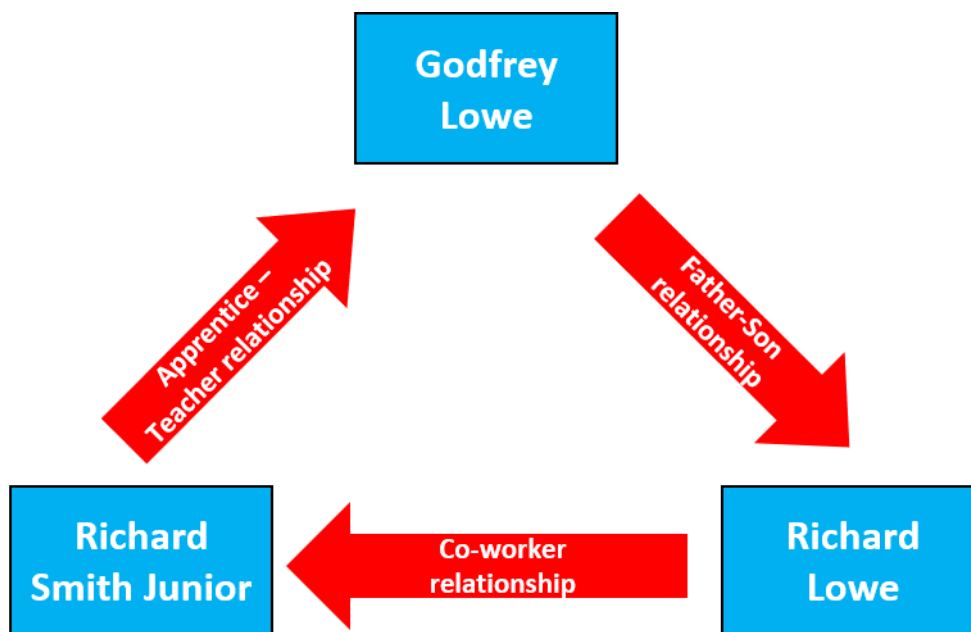 Godfrey
Lowe
Apprentice –
Teacher relationship
Father-Son
relationship
Richard
Smith Junior
Co-worker
relationship
Richard
Lowe